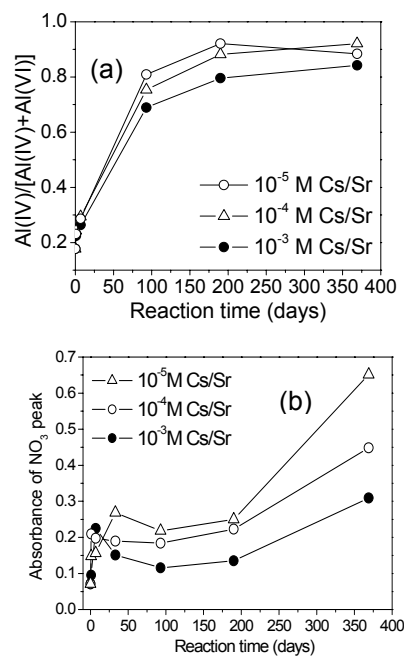 (a)
Al(IV)/[Al(IV)+Al(VI)]
1.0
0.8
0.6
0.4
0.2
10⁻⁵ M Cs/Sr
10⁻⁴ M Cs/Sr
10⁻³ M Cs/Sr
0 50 100 150 200 250 300 350 400
Reaction time (days)
(b)
Absorbance of NO₃ peak
0.7
0.6
0.5
0.4
0.3
0.2
0.1
0.0
10⁻⁵M Cs/Sr
10⁻⁴M Cs/Sr
10⁻³M Cs/Sr
0 50 100 150 200 250 300 350 400
Reaction time (days)